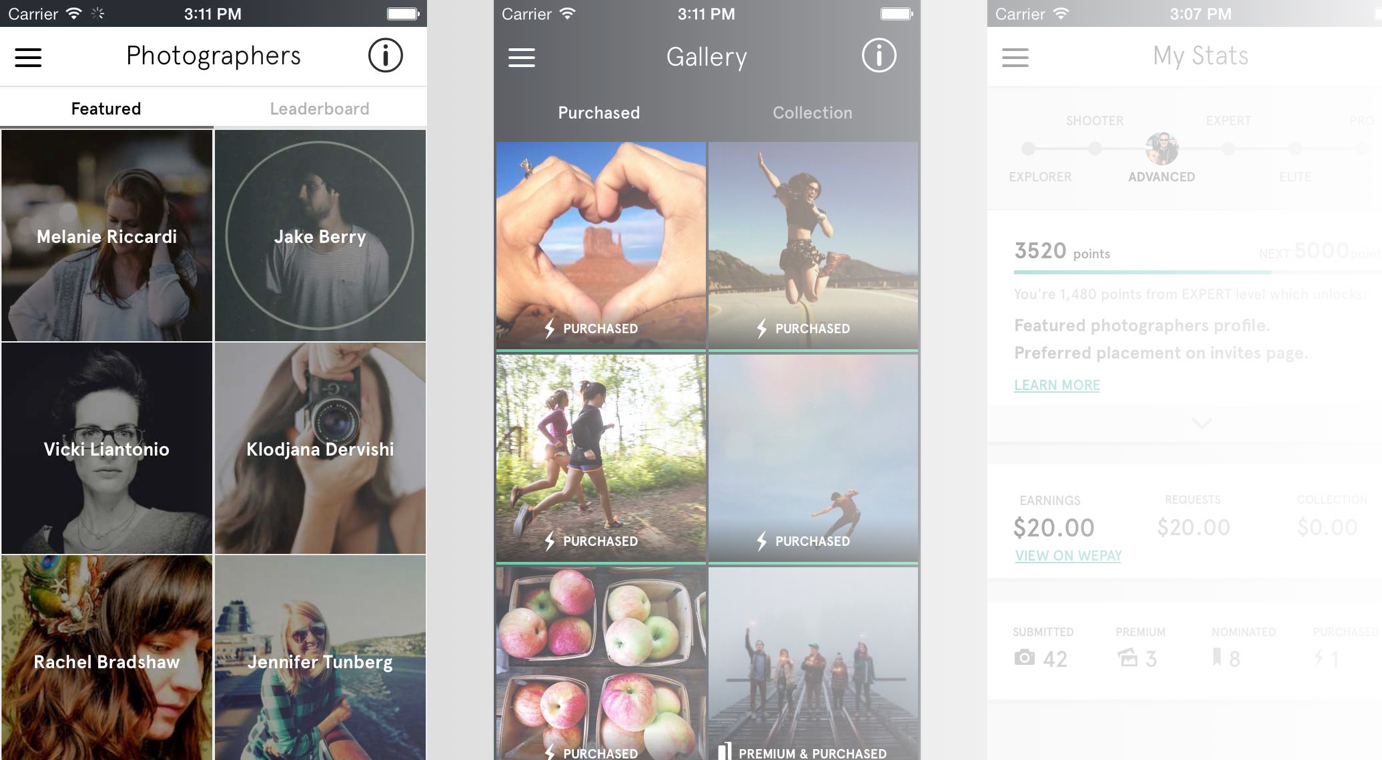 Carrier 3:11 PM
Photographers
Featured Leaderboard
Melanie Riccardi Jake Berry
Vicki Liantonio Klodjana Dervishi
Rachel Bradshaw Jennifer Tunberg
Carrier 3:11 PM
Gallery
Purchased Collection
PURCHASED PURCHASED
PURCHASED PURCHASED
PURCHASED PREMIUM & PURCHASED
Carrier 3:07 PM
My Stats
SHOOTER EXPERT PRO
EXPLORER ADVANCED ELITE
3520 points NEXT 5000 points
You're 1,480 points from EXPERT level which unlocks:
Featured photographers profile.
Preferred placement on invites page.
LEARN MORE
EARNINGS REQUESTS COLLECTION
$20.00 $20.00 $0.00
VIEW ON WEPAY
SUBMITTED PREMIUM NOMINATED PURCHASED
42 3 8 1